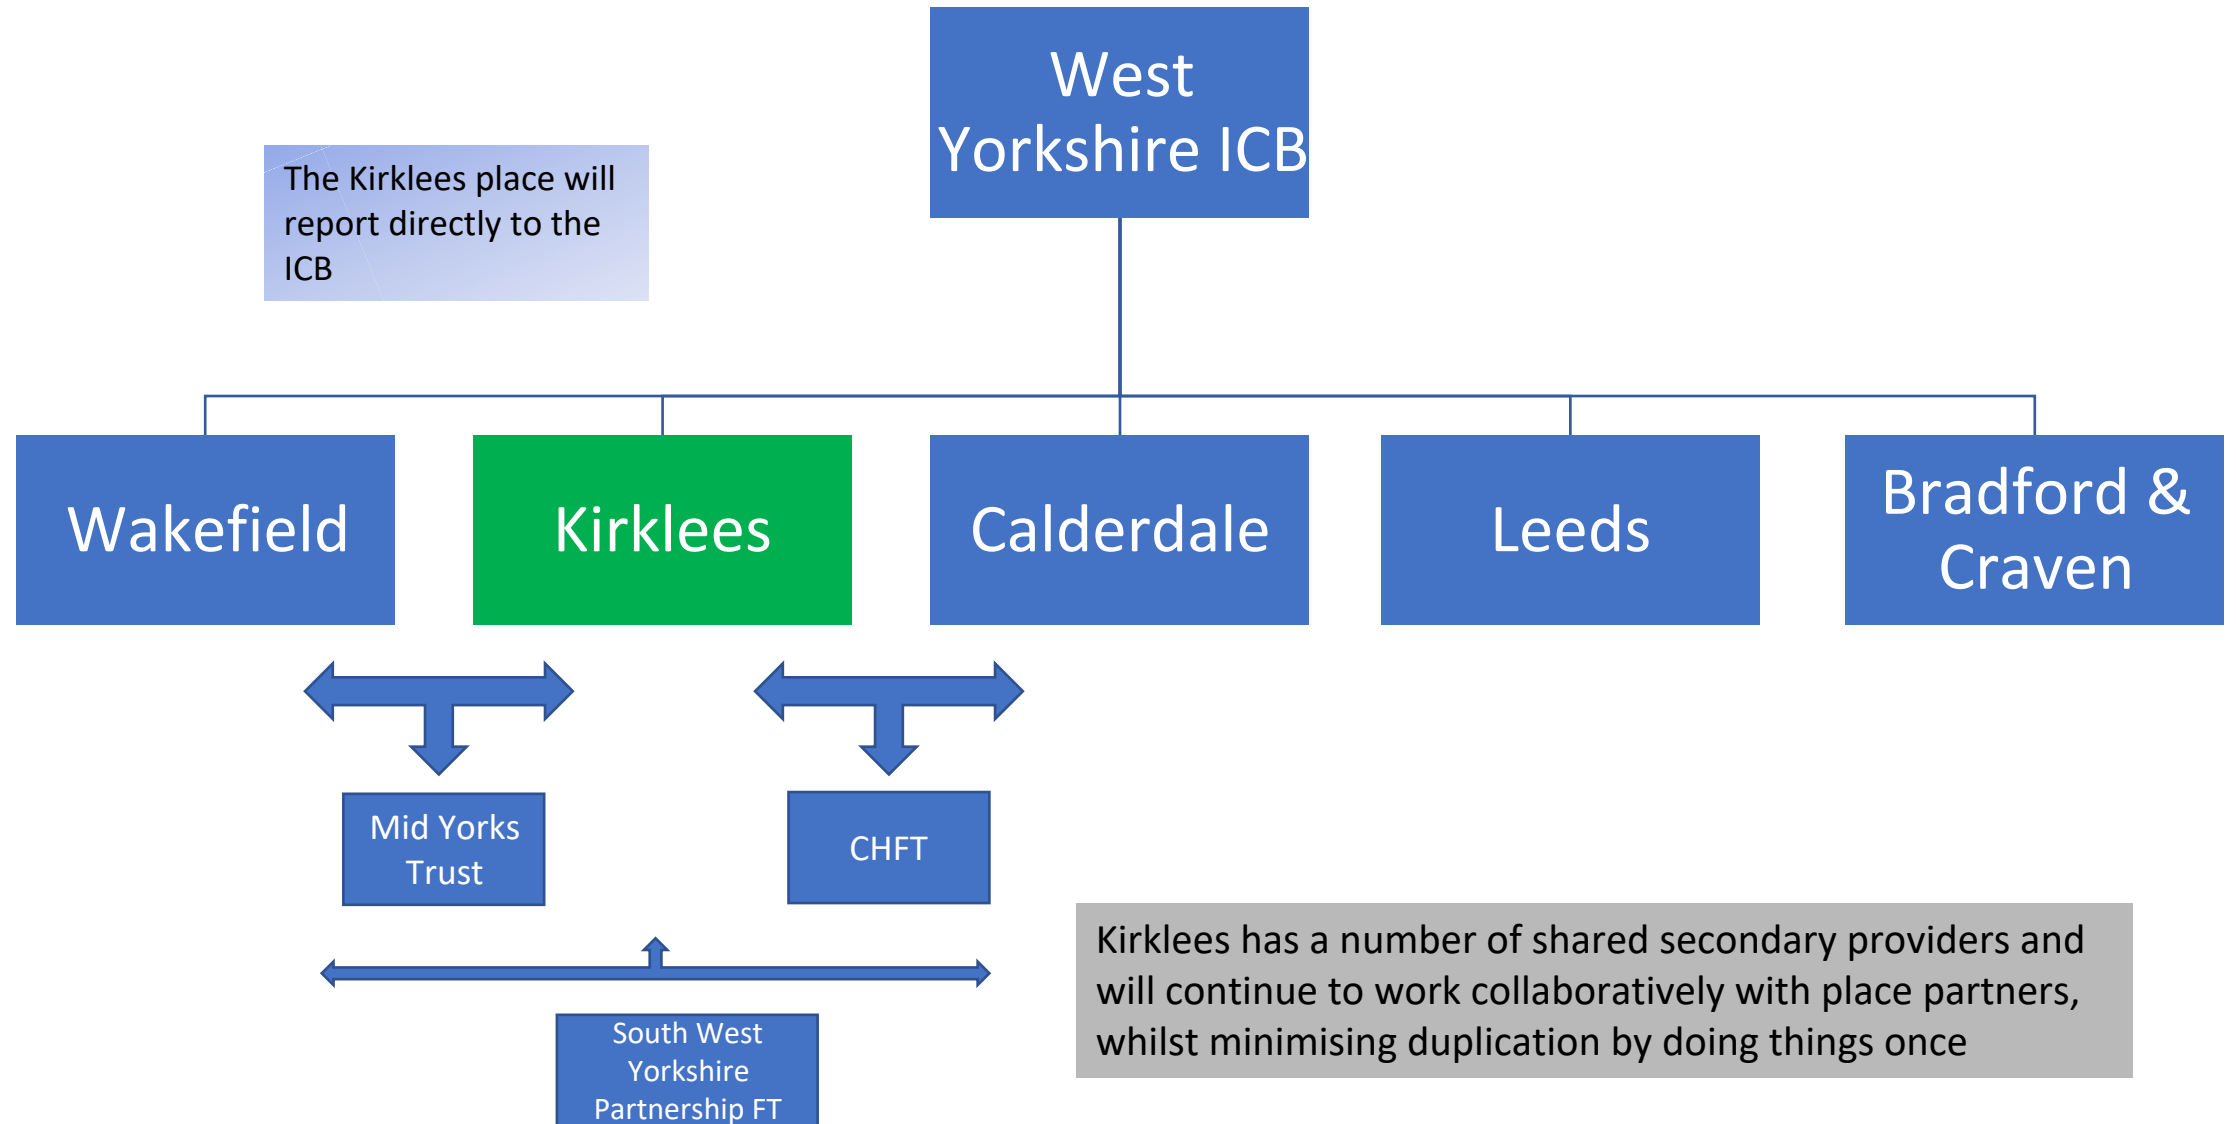 West
Yorkshire ICB
The Kirklees place will
report directly to the
ICB
Wakefield
Kirklees
Calderdale
Leeds
Bradford &
Craven
Mid Yorks
Trust
CHFT
Kirklees has a number of shared secondary providers and
will continue to work collaboratively with place partners,
whilst minimising duplication by doing things once
South West
Yorkshire
Partnership FT